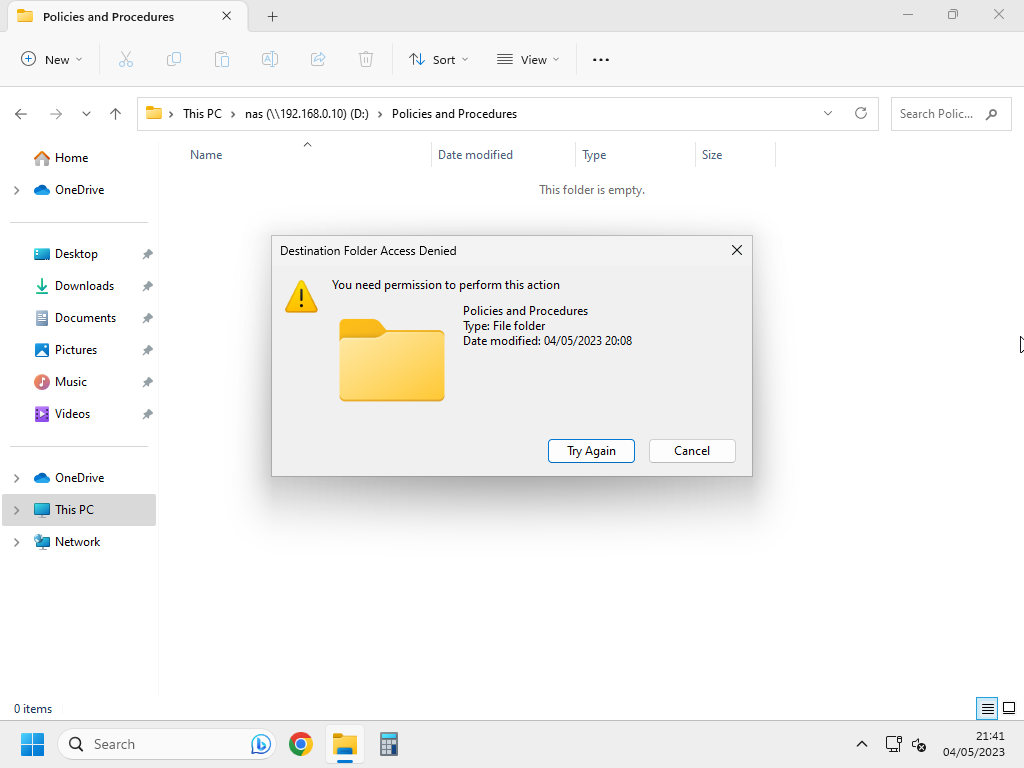 Policies and Procedures
New
Sort
View
This PC
nas (\\192.168.0.10) (D:)
Policies and Procedures
Search Polic...
Home
OneDrive
Desktop
Downloads
Documents
Pictures
Music
Videos
OneDrive
This PC
Network
Name
Date modified
Type
Size
This folder is empty.
Destination Folder Access Denied
You need permission to perform this action
Policies and Procedures
Type: File folder
Date modified: 04/05/2023 20:08
Try Again
Cancel
0 items
Search
21:41
04/05/2023